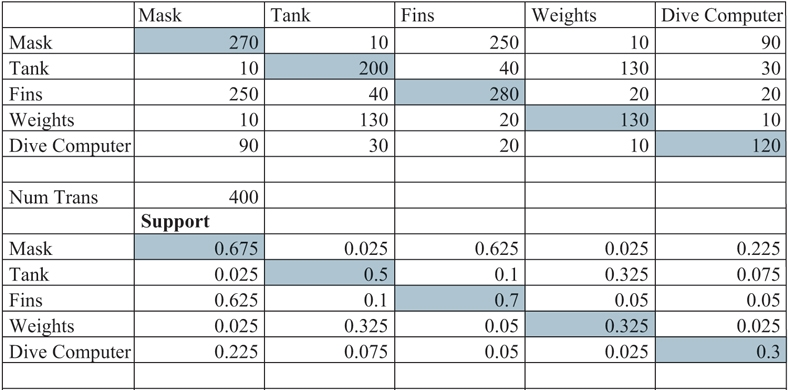 Mask Tank Fins Weights Dive Computer
Mask 270 10 250 10 90
Tank 10 200 40 130 30
Fins 250 40 280 20 20
Weights 10 130 20 130 10
Dive Computer 90 30 20 10 120
Num Trans 400
Support
Mask 0.675 0.025 0.625 0.025 0.225
Tank 0.025 0.5 0.1 0.325 0.075
Fins 0.625 0.1 0.7 0.05 0.05
Weights 0.025 0.325 0.05 0.325 0.025
Dive Computer 0.225 0.075 0.05 0.025 0.3